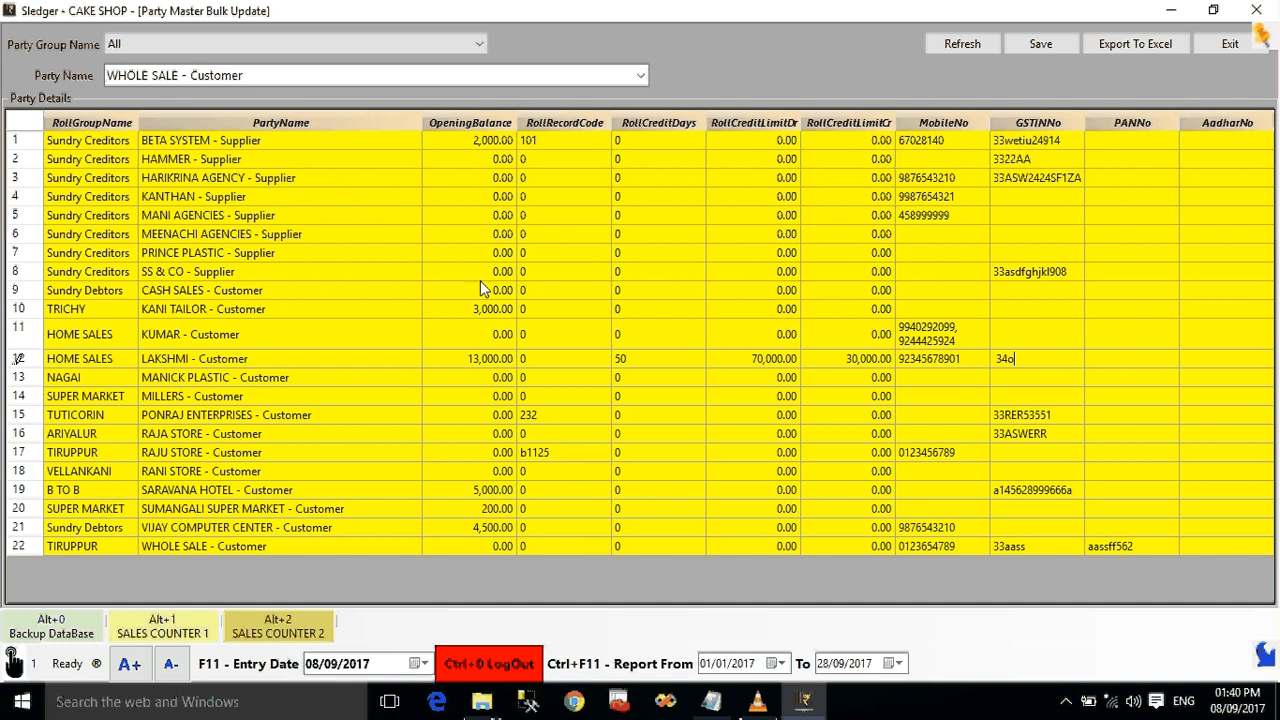 Sledger - CAKE SHOP - [Party Master Bulk Update]
Party Group Name All Refresh Save Export To Excel Exit
Party Name WHOLE SALE - Customer
Party Details
RollGroupName PartyName OpeningBalance RollRecordCode RollCreditDays RollCreditLimitDr RollCreditLimitCr MobileNo GSTINNo PANNo AadharNo
1 Sundry Creditors BETA SYSTEM - Supplier 2,000.00 101 0 0.00 0.00 67028140 33wetiu24914
2 Sundry Creditors HAMMER - Supplier 0.00 0 0 0.00 0.00 3322AA
3 Sundry Creditors HARIKRINA AGENCY - Supplier 0.00 0 0 0.00 0.00 9876543210 33ASW2424SF1ZA
4 Sundry Creditors KANTHAN - Supplier 0.00 0 0 0.00 0.00 9987654321
5 Sundry Creditors MANI AGENCIES - Supplier 0.00 0 0 0.00 0.00 458999999
6 Sundry Creditors MEENACHI AGENCIES - Supplier 0.00 0 0 0.00 0.00
7 Sundry Creditors PRINCE PLASTIC - Supplier 0.00 0 0 0.00 0.00
8 Sundry Creditors SS & CO - Supplier 0.00 0 0 0.00 0.00 33asdfghjkl908
9 Sundry Debtors CASH SALES - Customer 0.00 0 0 0.00 0.00
10 TRICHY KANI TAILOR - Customer 3,000.00 0 0 0.00 0.00
11 HOME SALES KUMAR - Customer 0.00 0 0 0.00 0.00 9940292099,
9244425924
12 HOME SALES LAKSHMI - Customer 13,000.00 0 50 70,000.00 30,000.00 92345678901 34o
13 NAGAI MANICK PLASTIC - Customer 0.00 0 0 0.00 0.00
14 SUPER MARKET MILLERS - Customer 0.00 0 0 0.00 0.00
15 TUTICORIN PONRAJ ENTERPRISES - Customer 0.00 232 0 0.00 0.00 33RER53551
16 ARIYALUR RAJA STORE - Customer 0.00 0 0 0.00 0.00 33ASWERR
17 TIRUPPUR RAJU STORE - Customer 0.00 b1125 0 0.00 0.00 0123456789
18 VELLANKANI RANI STORE - Customer 0.00 0 0 0.00 0.00
19 B TO B SARAVANA HOTEL - Customer 5,000.00 0 0 0.00 0.00 a145628999666a
20 SUPER MARKET SUMANGALI SUPER MARKET - Customer 200.00 0 0 0.00 0.00
21 Sundry Debtors VIJAY COMPUTER CENTER - Customer 4,500.00 0 0 0.00 0.00 9876543210
22 TIRUPPUR WHOLE SALE - Customer 0.00 0 0 0.00 0.00 0123654789 33aass aassff562
Alt+0 Alt+1 Alt+2
Backup DataBase SALES COUNTER 1 SALES COUNTER 2
1 Ready ® A+ A- F11 - Entry Date 08/09/2017 Ctrl+0 LogOut Ctrl+F11 - Report From 01/01/2017 To 28/09/2017
Search the web and Windows ENG 01:40 PM
08/09/2017